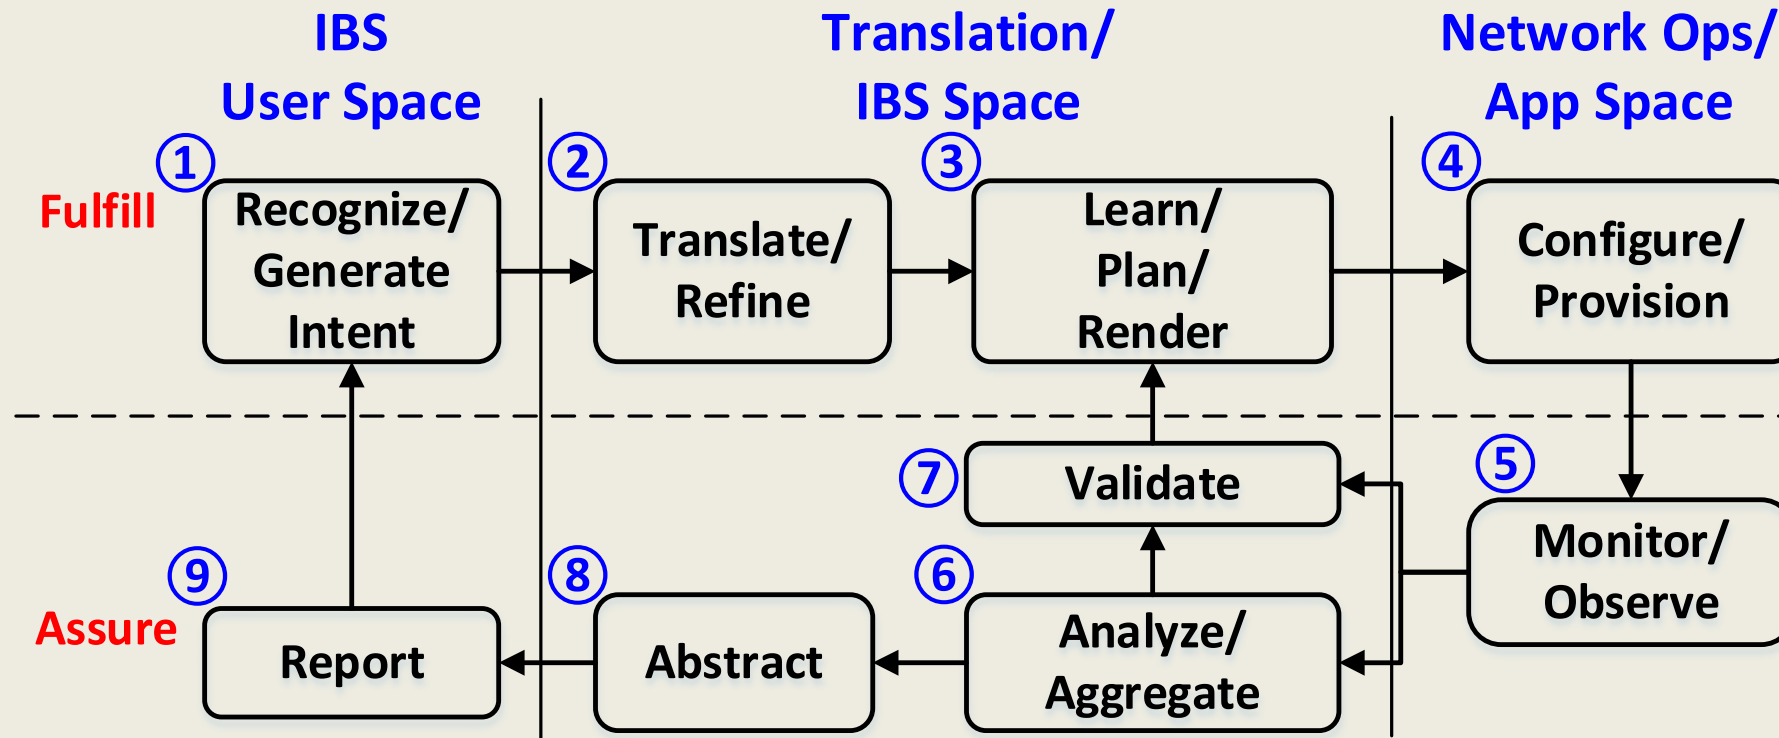 IBS
User Space
Translation/
IBS Space
Network Ops/
App Space
Fulfill
1
Recognize/
Generate
Intent
2
Translate/
Refine
3
Learn/
Plan/
Render
4
Configure/
Provision
Assure
5
Monitor/
Observe
7
Validate
6
Analyze/
Aggregate
8
Abstract
9
Report